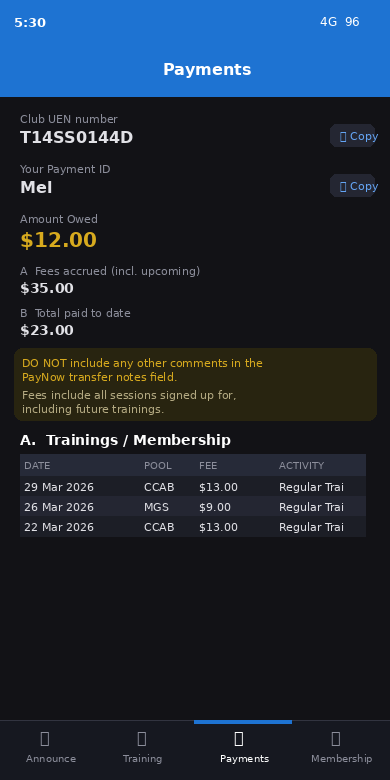 5:30
4G 96
Payments
Club UEN number
T14SS0144D
Copy
Your Payment ID
Mel
Copy
Amount Owed
$12.00
A Fees accrued (incl. upcoming)
$35.00
B Total paid to date
$23.00
DO NOT include any other comments in the
PayNow transfer notes field.
Fees include all sessions signed up for,
including future trainings.
A. Trainings / Membership
DATE POOL FEE ACTIVITY
29 Mar 2026 CCAB $13.00 Regular Trai
26 Mar 2026 MGS $9.00 Regular Trai
22 Mar 2026 CCAB $13.00 Regular Trai
Announce Training Payments Membership